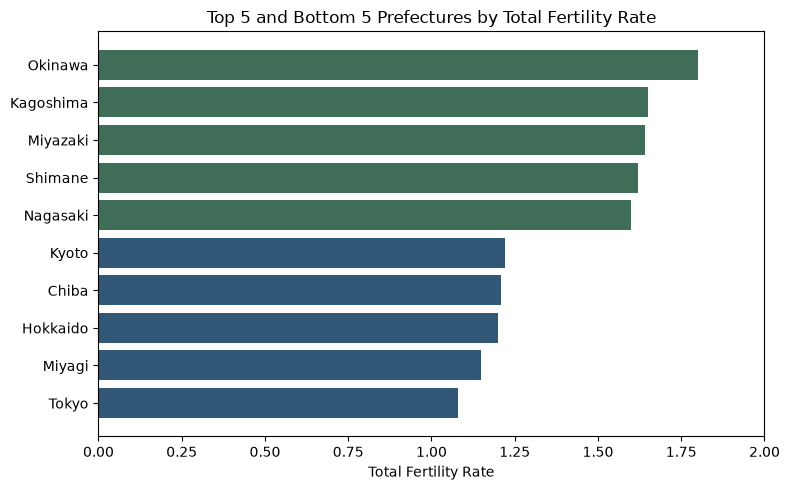 Top 5 and Bottom 5 Prefectures by Total Fertility Rate
Okinawa
Kagoshima
Miyazaki
Shimane
Nagasaki
Kyoto
Chiba
Hokkaido
Miyagi
Tokyo
0.00 0.25 0.50 0.75 1.00 1.25 1.50 1.75 2.00
Total Fertility Rate